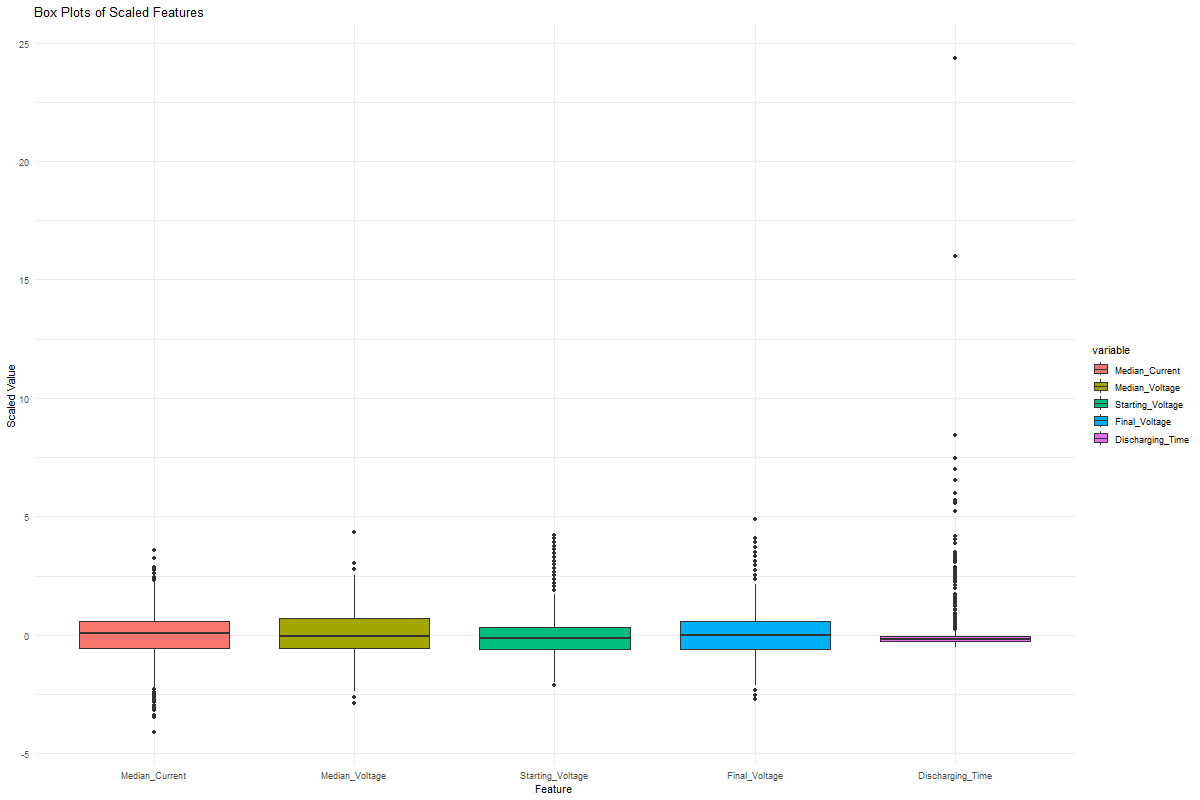 Box Plots of Scaled Features
25
20
15
10
5
0
-5
Scaled Value
Median_Current
Median_Voltage
Starting_Voltage
Final_Voltage
Discharging_Time
Feature
variable
Median_Current
Median_Voltage
Starting_Voltage
Final_Voltage
Discharging_Time